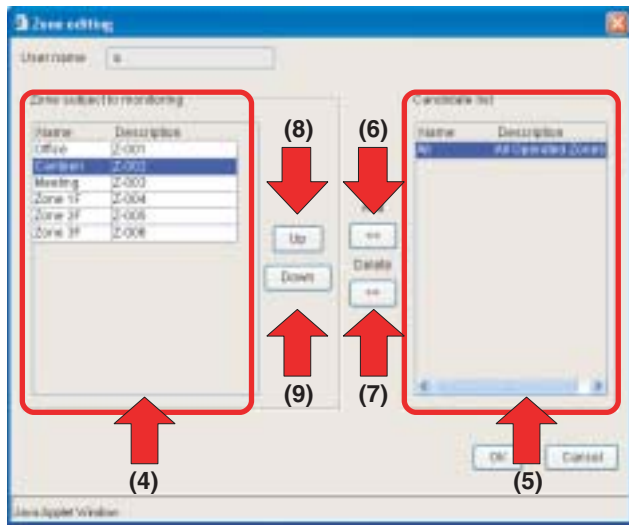 Zone editing
User name a
Zone subject to monitoring
Candidate list
Name Description
Office Z-001
Z-002
Meeting Z-003
Zone 1F Z-004
Zone 2F Z-005
Zone 3F Z-006
(8)
(6)
Name Description
All All Operated Zones
Up
Down
Delete
(9)
(7)
(4)
(5)
OK
Cancel
Java Applet Window